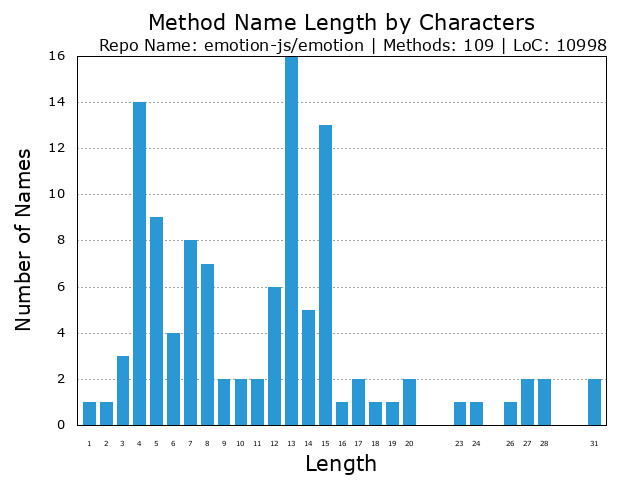 Method Name Length by Characters
Repo Name: emotion-js/emotion | Methods: 109 | LoC: 10998
16
14
12
10
8
6
4
2
0
Number of Names
1 2 3 4 5 6 7 8 9 10 11 12 13 14 15 16 17 18 19 20 23 24 26 27 28 31
Length